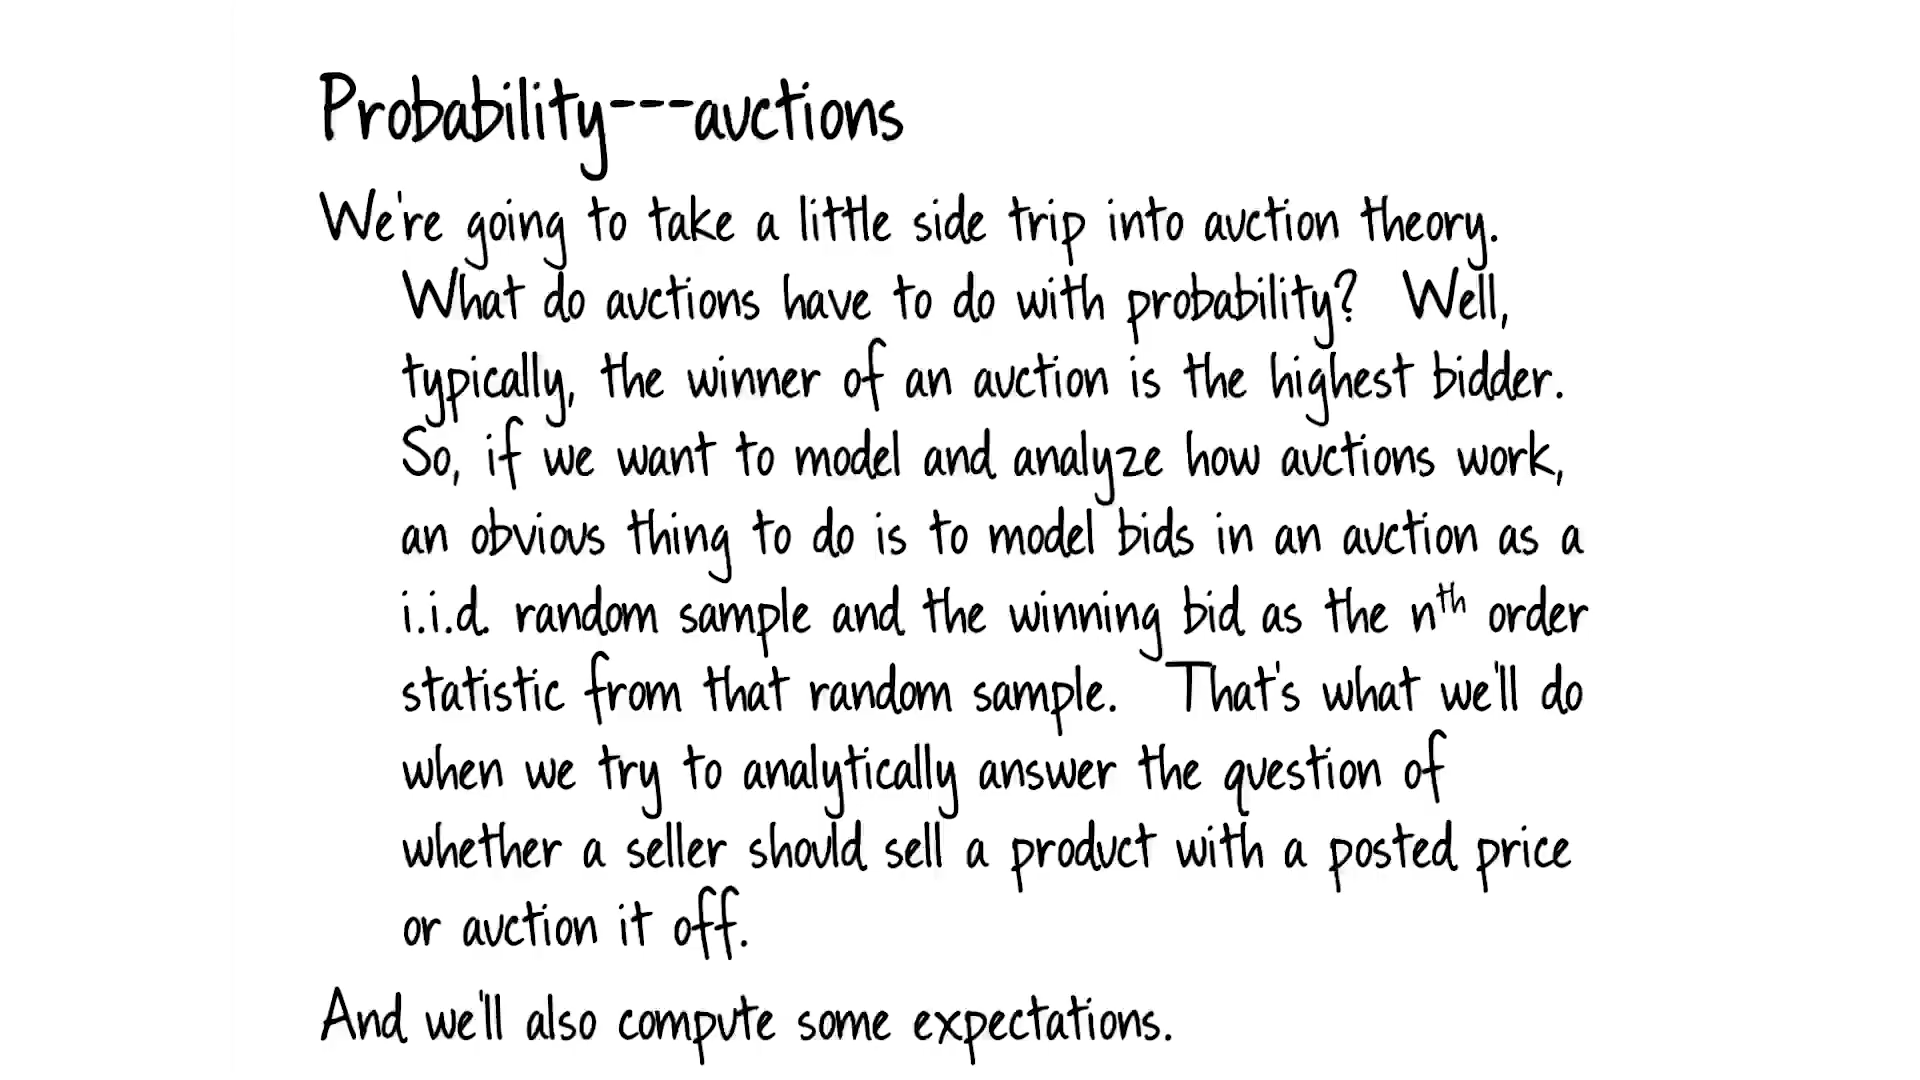 Probability---auctions
We're going to take a little side trip into auction theory.
What do auctions have to do with probability? Well,
typically, the winner of an auction is the highest bidder.
So, if we want to model and analyze how auctions work,
an obvious thing to do is to model bids in an auction as a
i.i.d. random sample and the winning bid as the nth order
statistic from that random sample. That's what we'll do
when we try to analytically answer the question of
whether a seller should sell a product with a posted price
or auction it off.
And we'll also compute some expectations.